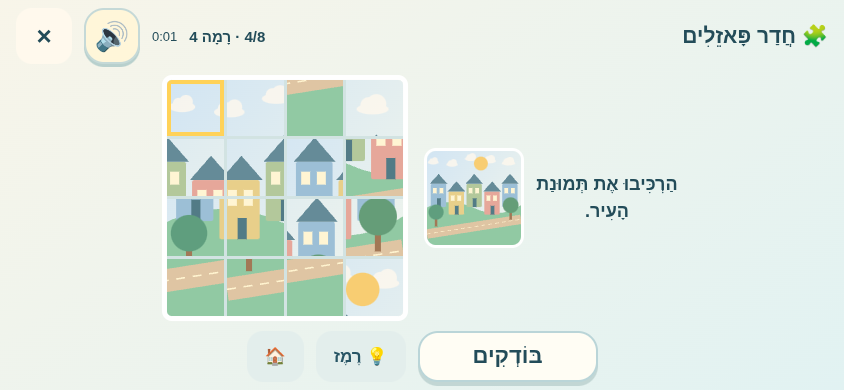 🧩 חֲדַר פָּאזֵלִים
4/8 · רָמָה 4
0:01
🔊
✕
הַרְכִּיבוּ אֶת תְּמוּנַת
הָעִיר.
בּוֹדְקִים
💡 רֶמֶז
🏠